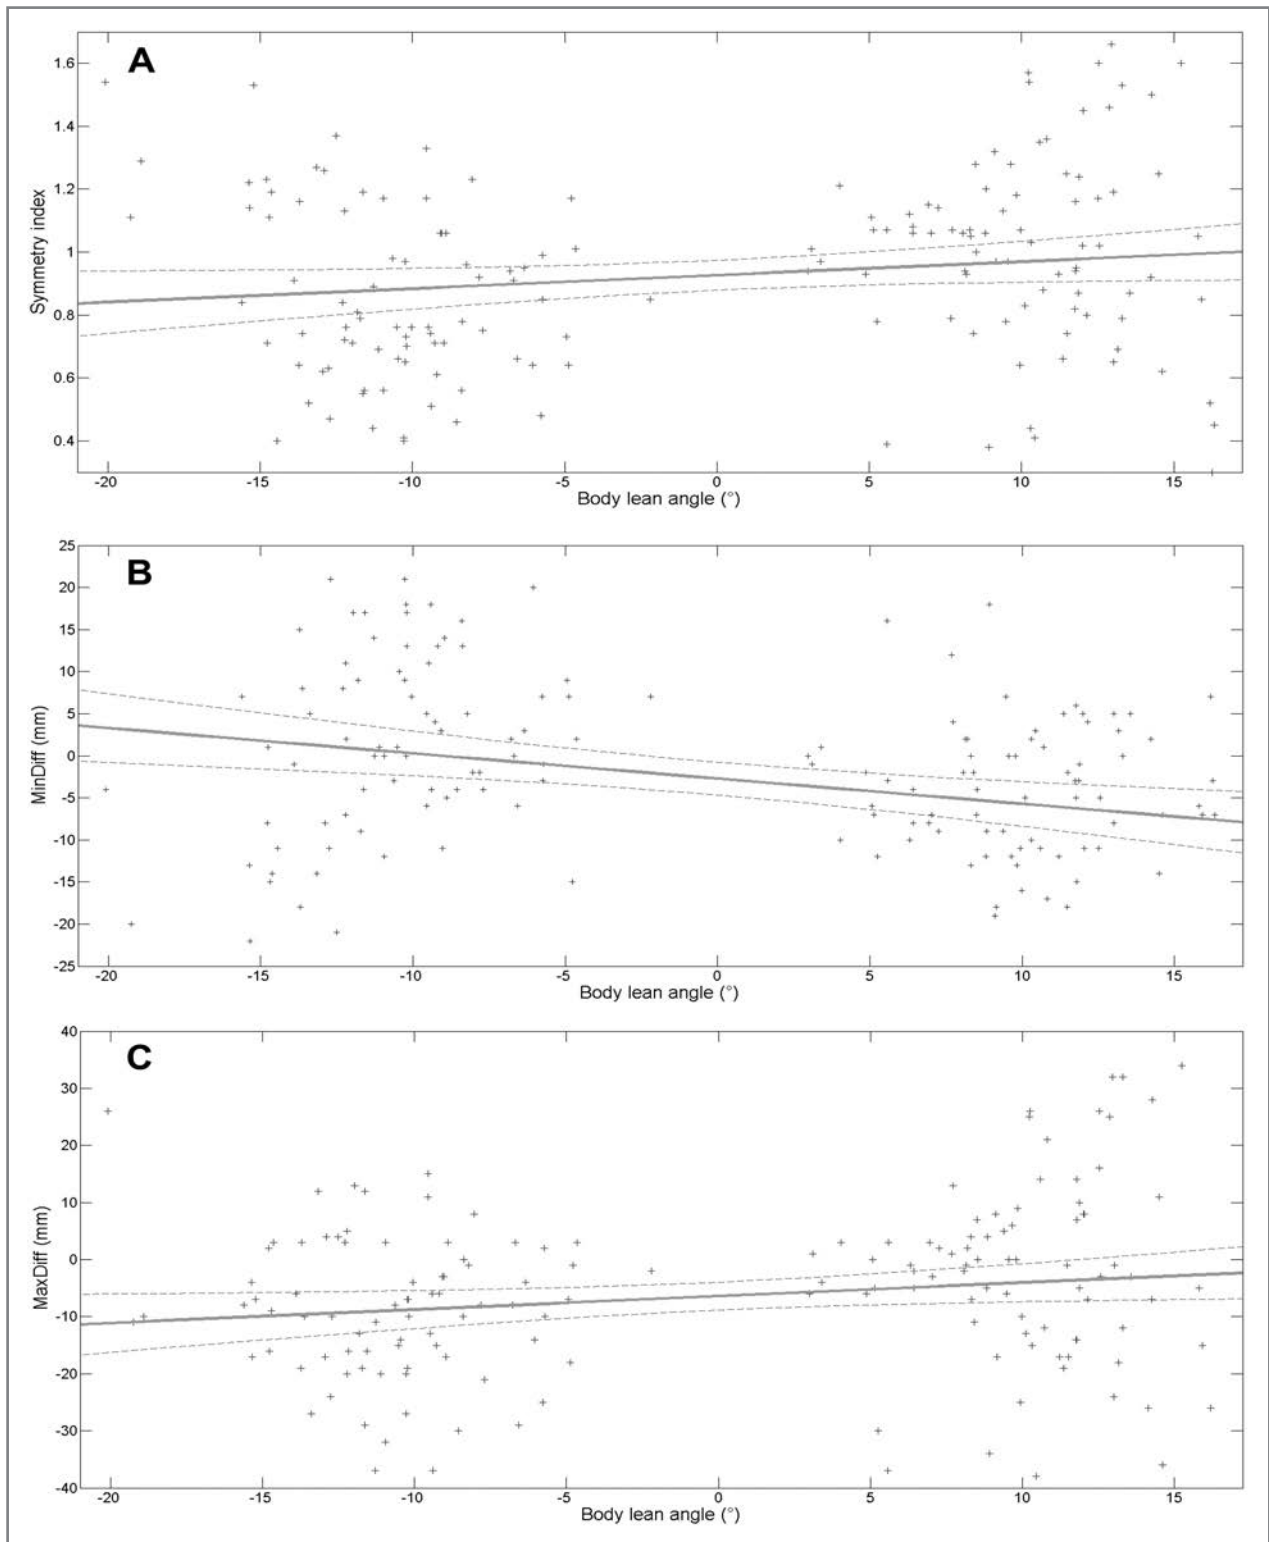 A
1.6
1.4
1.2
1
0.8
0.6
0.4
Symmetry index
-20 -15 -10 -5 0 5 10 15
Body lean angle (°)
B
25
20
15
10
5
0
-5
-10
-15
-20
-25
MinDiff (mm)
-20 -15 -10 -5 0 5 10 15
Body lean angle (°)
C
40
30
20
10
0
-10
-20
-30
-40
MaxDiff (mm)
-20 -15 -10 -5 0 5 10 15
Body lean angle (°)